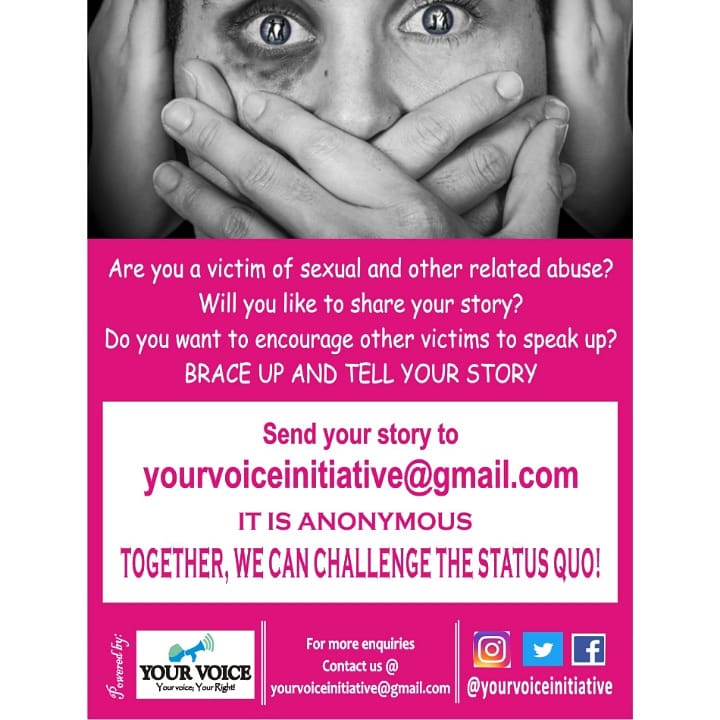 Are you a victim of sexual and other related abuse?
Will you like to share your story?
Do you want to encourage other victims to speak up?
BRACE UP AND TELL YOUR STORY
Send your story to
yourvoiceinitiative@gmail.com
IT IS ANONYMOUS
TOGETHER, WE CAN CHALLENGE THE STATUS QUO!
Powered by:
YOUR VOICE
Your voice; Your Right!
For more enquiries
Contact us @
yourvoiceinitiative@gmail.com
@yourvoiceinitiative